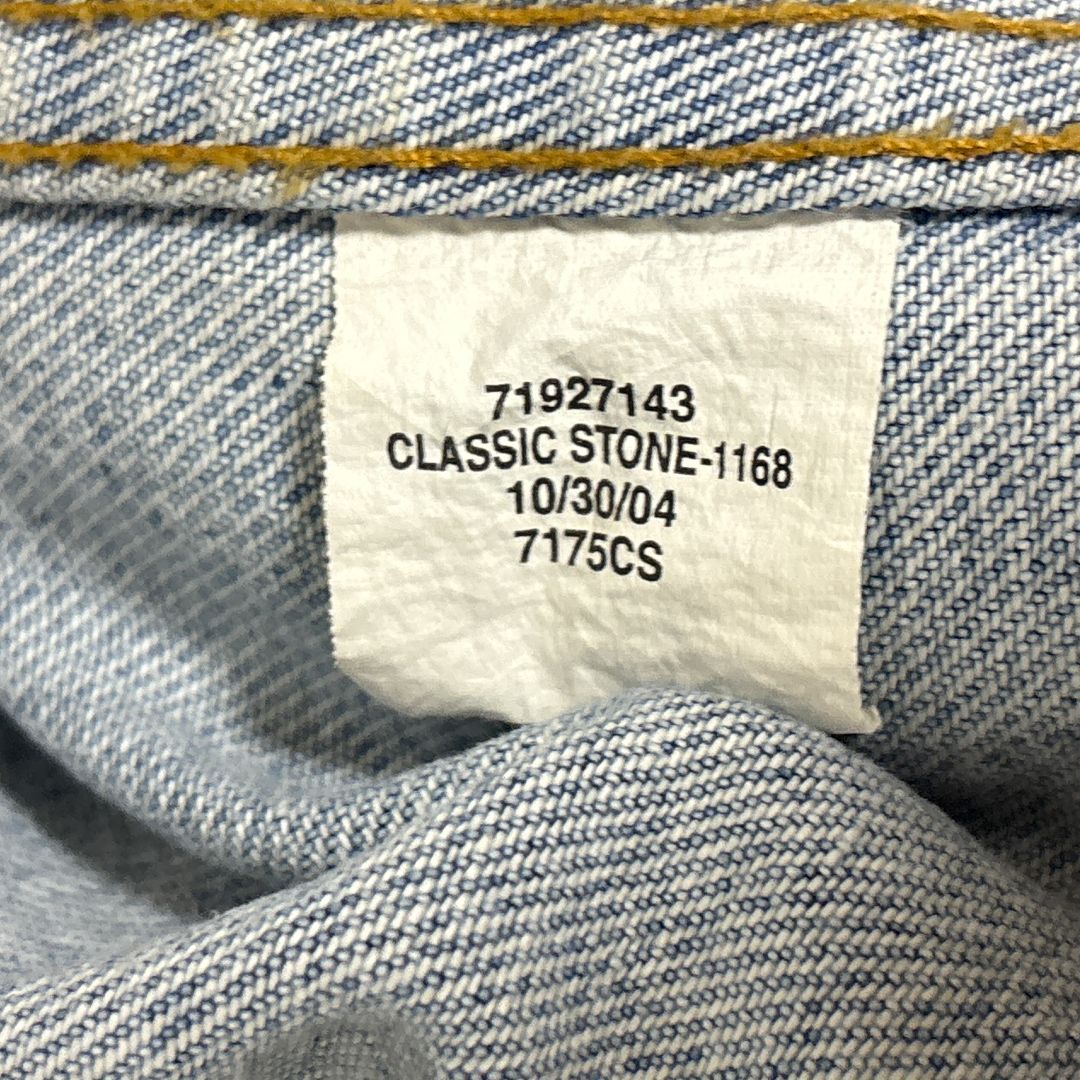 71927143
CLASSIC STONE-1168
10/30/04
7175CS